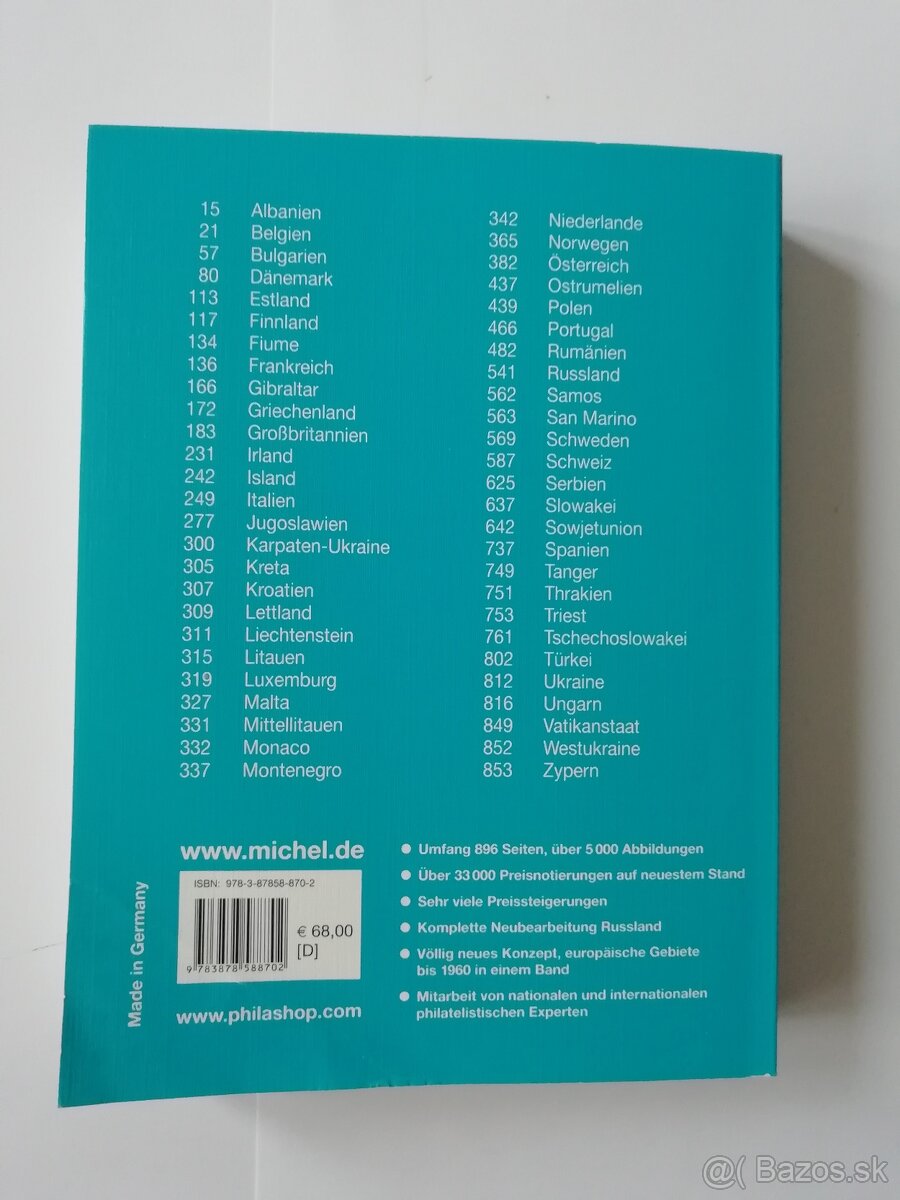 15 Albanien
21 Belgien
57 Bulgarien
80 Dänemark
113 Estland
117 Finnland
134 Fiume
136 Frankreich
166 Gibraltar
172 Griechenland
183 Großbritannien
231 Irland
242 Island
249 Italien
277 Jugoslawien
300 Karpaten-Ukraine
305 Kreta
307 Kroatien
309 Lettland
311 Liechtenstein
315 Litauen
319 Luxemburg
327 Malta
331 Mittellitauen
332 Monaco
337 Montenegro
342 Niederlande
365 Norwegen
382 Österreich
437 Ostrumelien
439 Polen
466 Portugal
482 Rumänien
541 Russland
562 Samos
563 San Marino
569 Schweden
587 Schweiz
625 Serbien
637 Slowakei
642 Sowjetunion
737 Spanien
749 Tanger
751 Thrakien
753 Triest
761 Tschechoslowakei
802 Türkei
812 Ukraine
816 Ungarn
849 Vatikanstaat
852 Westukraine
853 Zypern
www.michel.de
ISBN: 978-3-87858-870-2
€ 68,00
[D]
9 783878 588702
www.philashop.com
Made in Germany
● Umfang 896 Seiten, über 5 000 Abbildungen
● Über 33 000 Preisnotierungen auf neuestem Stand
● Sehr viele Preissteigerungen
● Komplette Neubearbeitung Russland
● Völlig neues Konzept, europäische Gebiete
bis 1960 in einem Band
● Mitarbeit von nationalen und internationalen
philatelistischen Experten
@( Bazos.sk